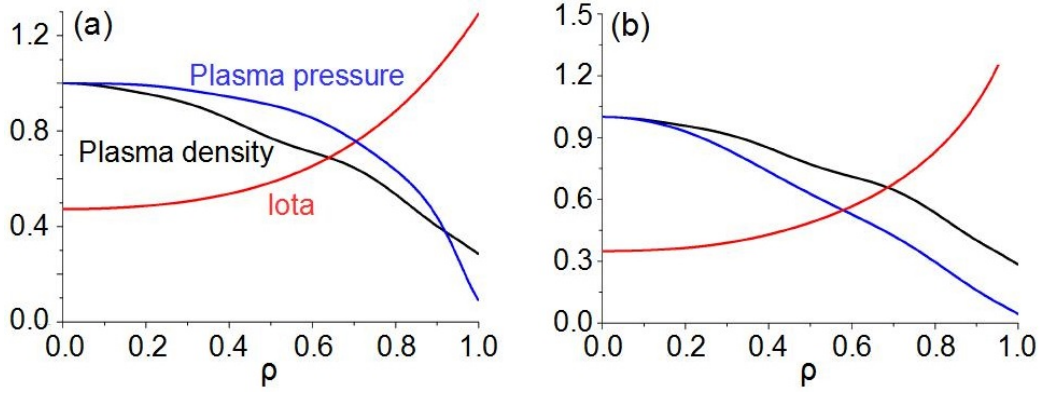 (a)
Plasma pressure
Plasma density
Iota
1.2
0.8
0.4
0.0
0.0 0.2 0.4 0.6 0.8 1.0
ρ
(b)
1.5
1.2
0.9
0.6
0.3
0.0
0.0 0.2 0.4 0.6 0.8 1.0
ρ